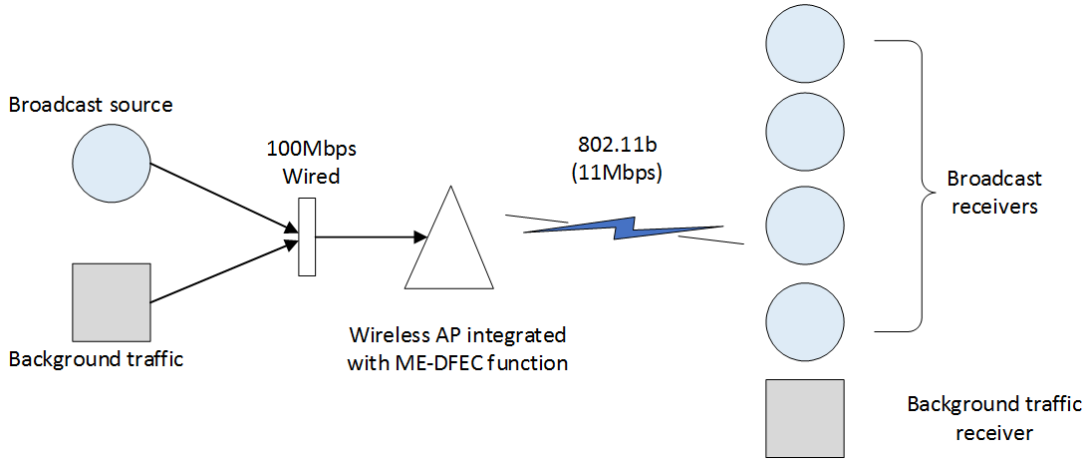 Broadcast source
100Mbps
Wired
802.11b
(11Mbps)
Broadcast
receivers
Wireless AP integrated
with ME-DFEC function
Background traffic
Background traffic
receiver